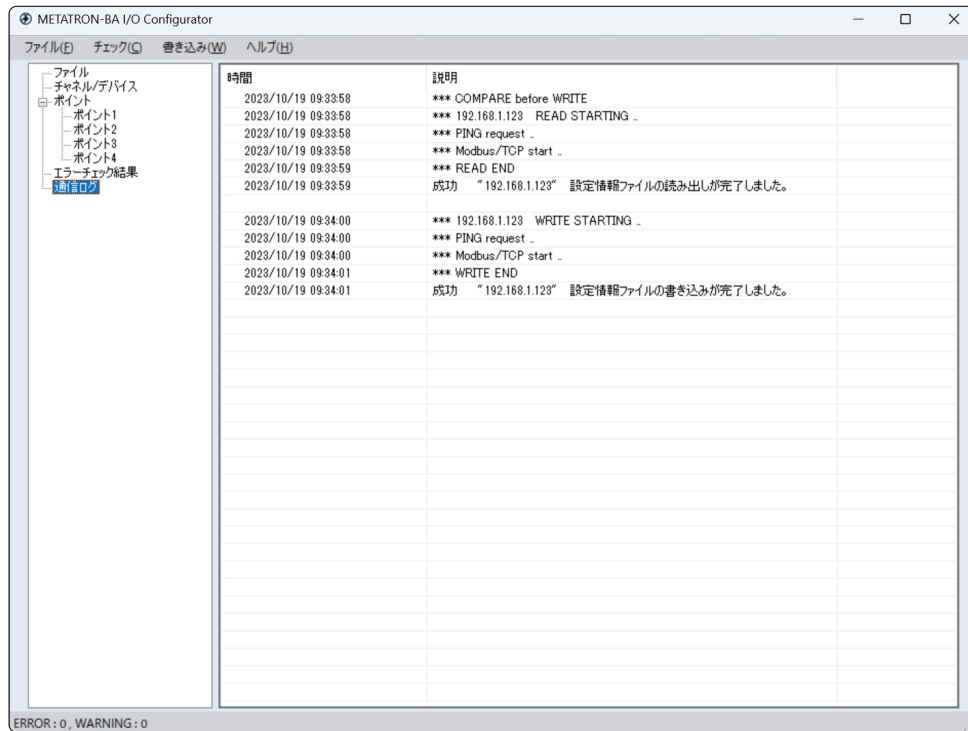 METATRON-BA I/O Configurator
ファイル(F) チェック(C) 書き込み(W) ヘルプ(H)
ファイル
チャネル/デバイス
ポイント
ポイント1
ポイント2
ポイント3
ポイント4
エラーチェック結果
通信ログ
時間 説明
2023/10/19 09:33:58 *** COMPARE before WRITE
2023/10/19 09:33:58 *** 192.168.1.123 READ STARTING ..
2023/10/19 09:33:58 *** PING request ..
2023/10/19 09:33:58 *** Modbus/TCP start ..
2023/10/19 09:33:59 *** READ END
2023/10/19 09:33:59 成功 "192.168.1.123" 設定情報ファイルの読み出しが完了しました。
2023/10/19 09:34:00 *** 192.168.1.123 WRITE STARTING ..
2023/10/19 09:34:00 *** PING request ..
2023/10/19 09:34:00 *** Modbus/TCP start ..
2023/10/19 09:34:01 *** WRITE END
2023/10/19 09:34:01 成功 "192.168.1.123" 設定情報ファイルの書き込みが完了しました。
ERROR : 0 , WARNING : 0